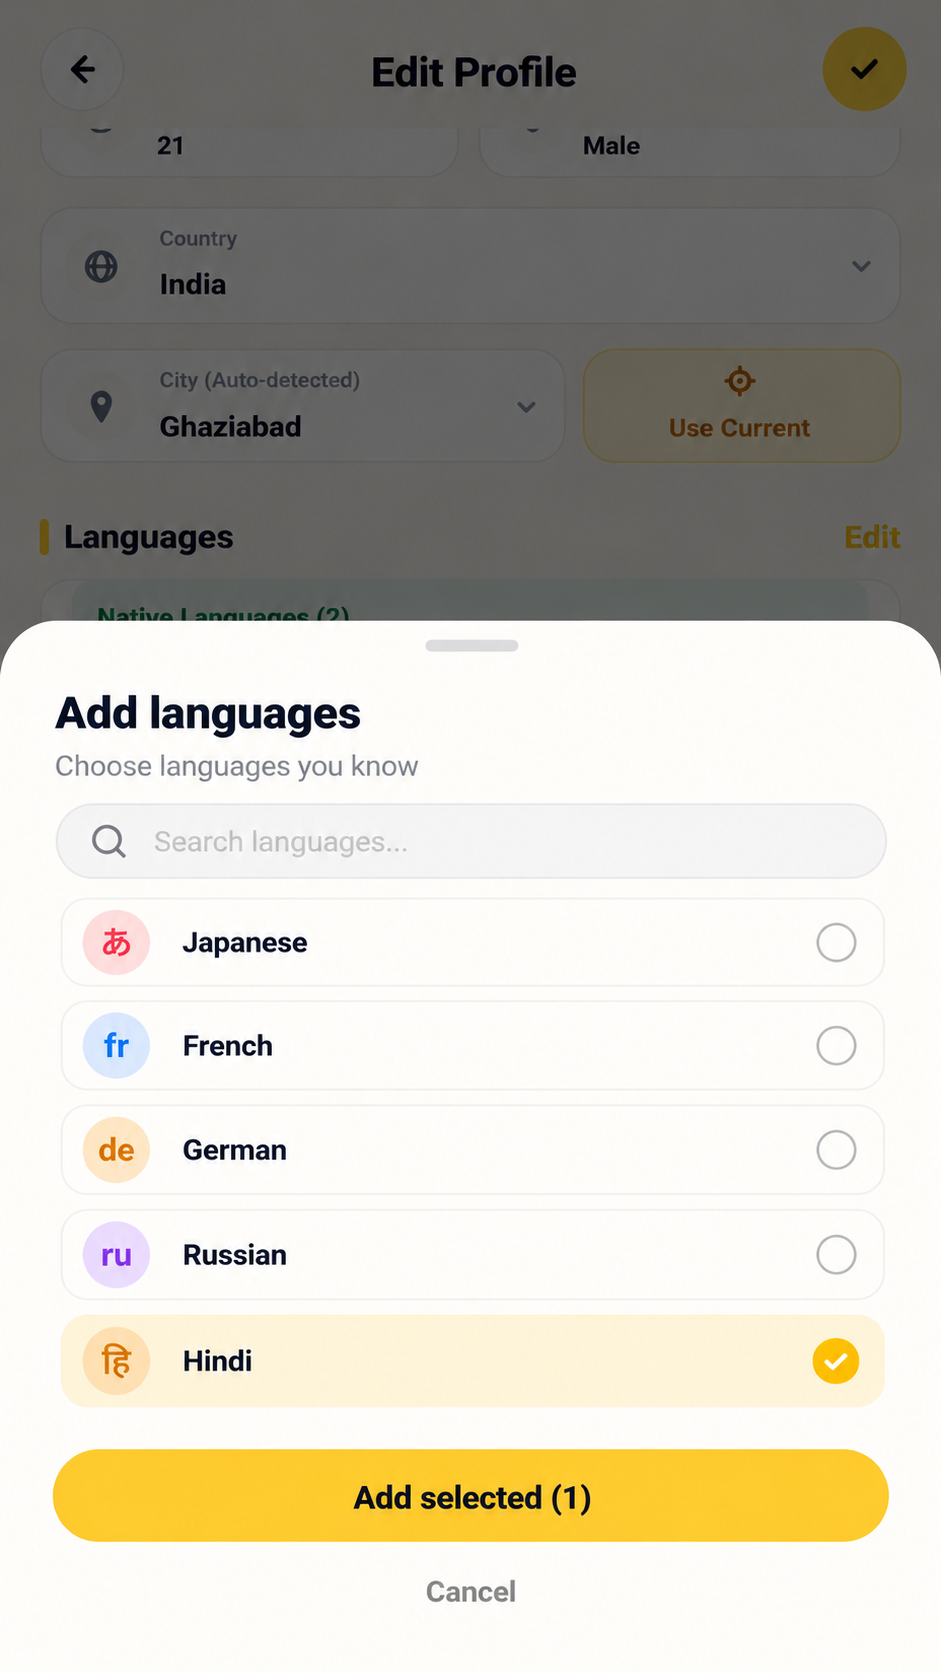 Edit Profile
21
Male
Country
India
City (Auto-detected)
Ghaziabad
Use Current
Languages
Edit
Native Languages (2)
Add languages
Choose languages you know
Search languages...
あ
Japanese
fr
French
de
German
ru
Russian
हि
Hindi
Add selected (1)
Cancel